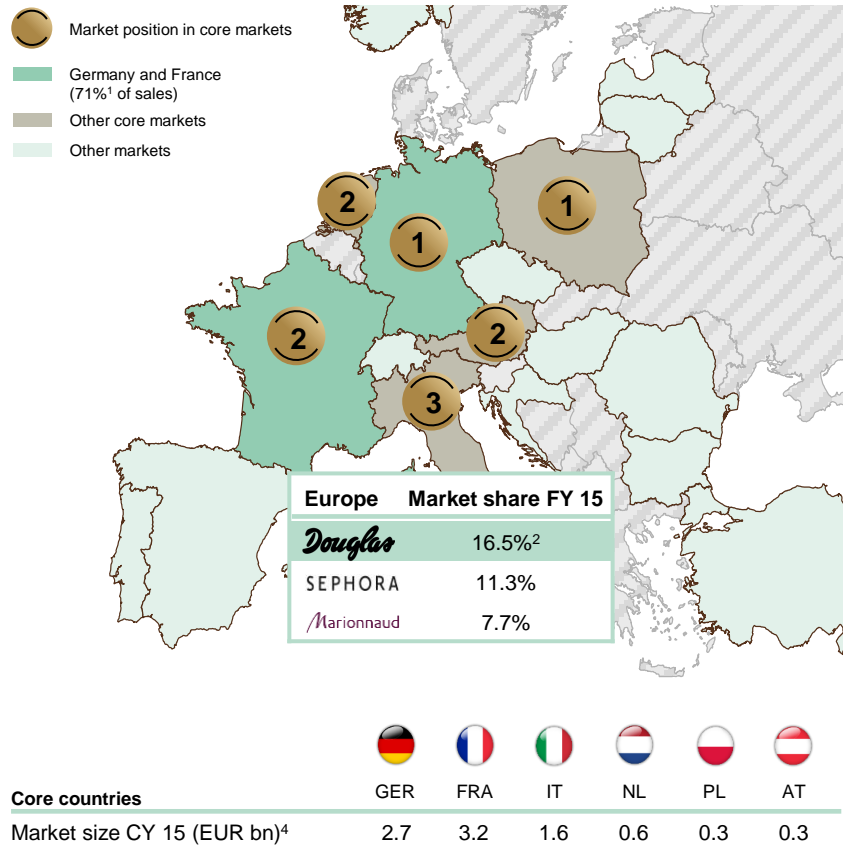 Market position in core markets
Germany and France
(71%¹ of sales)
Other core markets
Other markets
2
1
1
2
2
3
Europe Market share FY 15
Douglas 16.5%²
SEPHORA 11.3%
Marionnaud 7.7%
Core countries GER FRA IT NL PL AT
Market size CY 15 (EUR bn)⁴ 2.7 3.2 1.6 0.6 0.3 0.3